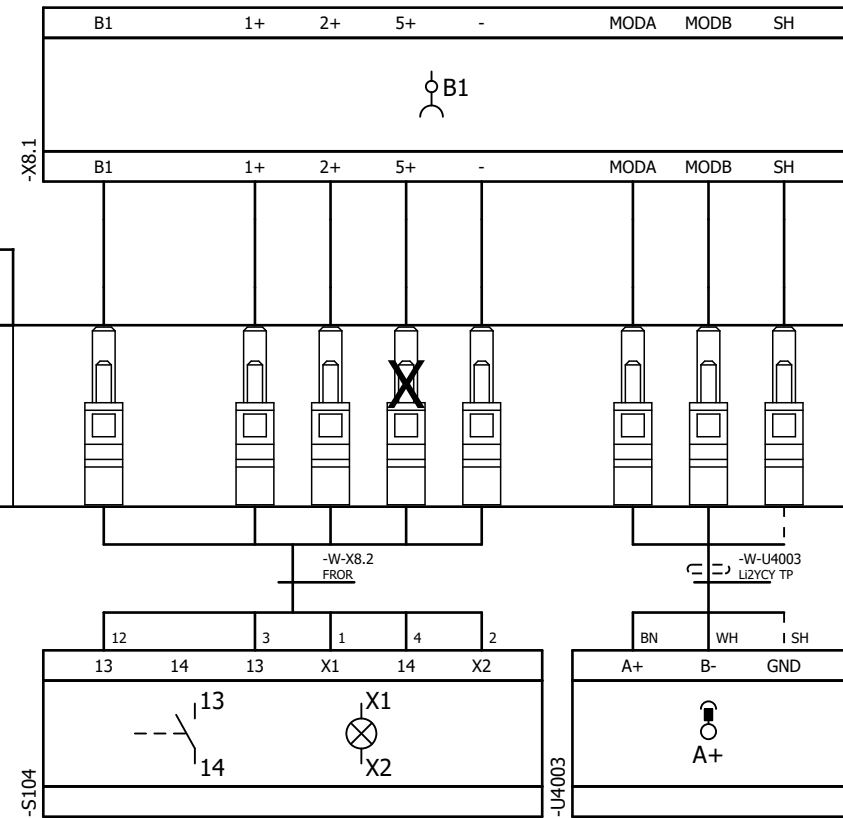 B1 1+ 2+ 5+ - MODA MODB SH
B1
-X8.1
B1 1+ 2+ 5+ - MODA MODB SH
X
-W-X8.2
FROR
-W-U4003
Li2YCY TP
12 3 1 4 2 BN WH SH
13 14 13 X1 14 X2 A+ B- GND
13 X1
14 X2
A+
-S104
-U4003